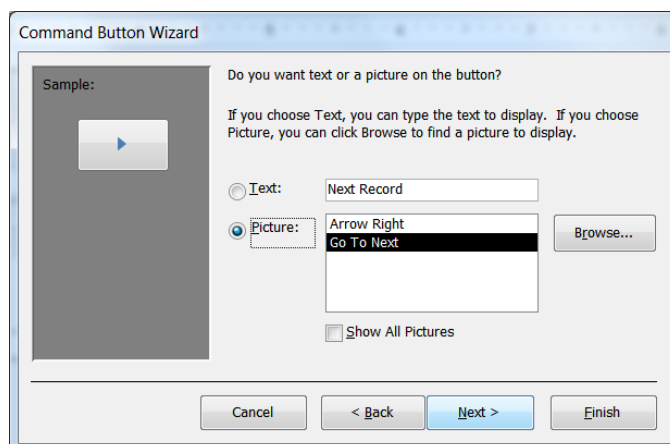 Command Button Wizard
Sample:
Do you want text or a picture on the button?
If you choose Text, you can type the text to display. If you choose
Picture, you can click Browse to find a picture to display.
Text:
Next Record
Picture:
Arrow Right
Go To Next
Browse...
Show All Pictures
Cancel
< Back
Next >
Finish